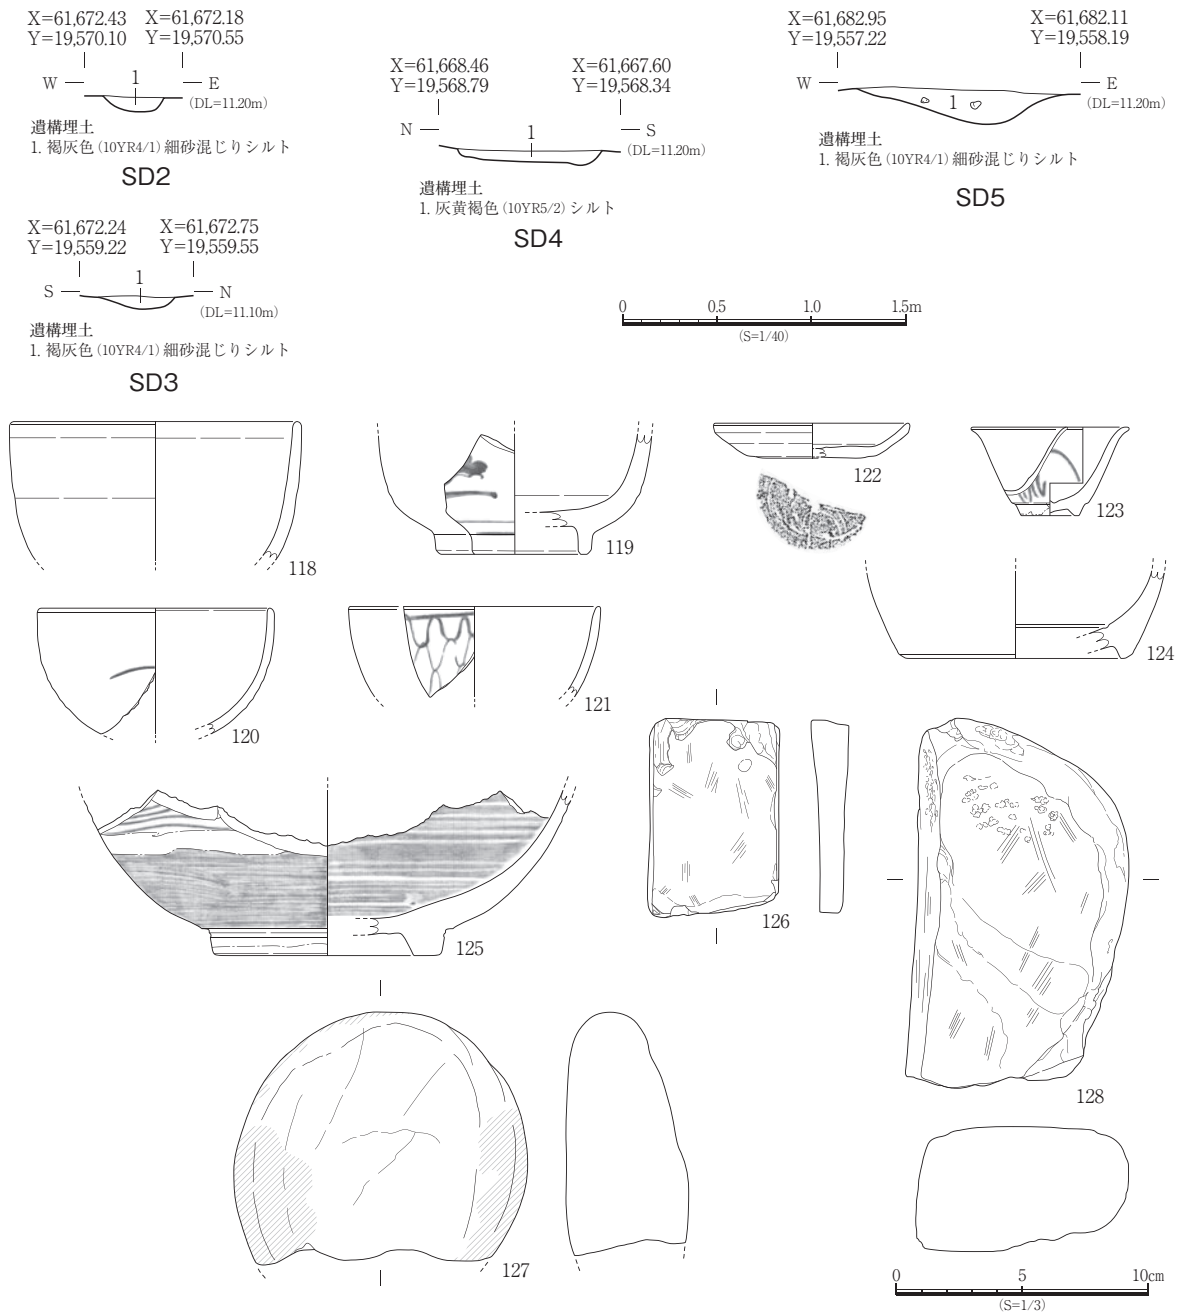 X=61,672.43 X=61,672.18
Y=19,570.10 Y=19,570.55
W 1 E
(DL=11.20m)
遺構埋土
1. 褐灰色(10YR4/1)細砂混じりシルト
SD2
X=61,668.46 X=61,667.60
Y=19,568.79 Y=19,568.34
N 1 S
(DL=11.20m)
遺構埋土
1. 灰黄褐色(10YR5/2)シルト
SD4
X=61,682.95 X=61,682.11
Y=19,557.22 Y=19,558.19
W 1 E
(DL=11.20m)
遺構埋土
1. 褐灰色(10YR4/1)細砂混じりシルト
SD5
X=61,672.24 X=61,672.75
Y=19,559.22 Y=19,559.55
S 1 N
(DL=11.10m)
遺構埋土
1. 褐灰色(10YR4/1)細砂混じりシルト
SD3
0 0.5 1.0 1.5m
(S=1/40)
118
119
122
123
120
121
124
125
126
128
127
0 5 10cm
(S=1/3)